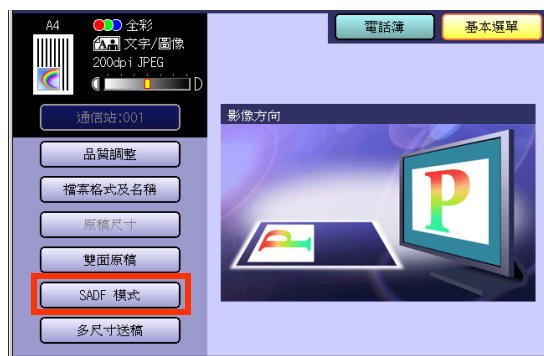 A4 全彩
文字/圖像
200dpi JPEG
D
電話簿
基本選單
通信站:001
品質調整
檔案格式及名稱
原稿尺寸
雙面原稿
SADF 模式
多尺寸送稿
影像方向
P
P